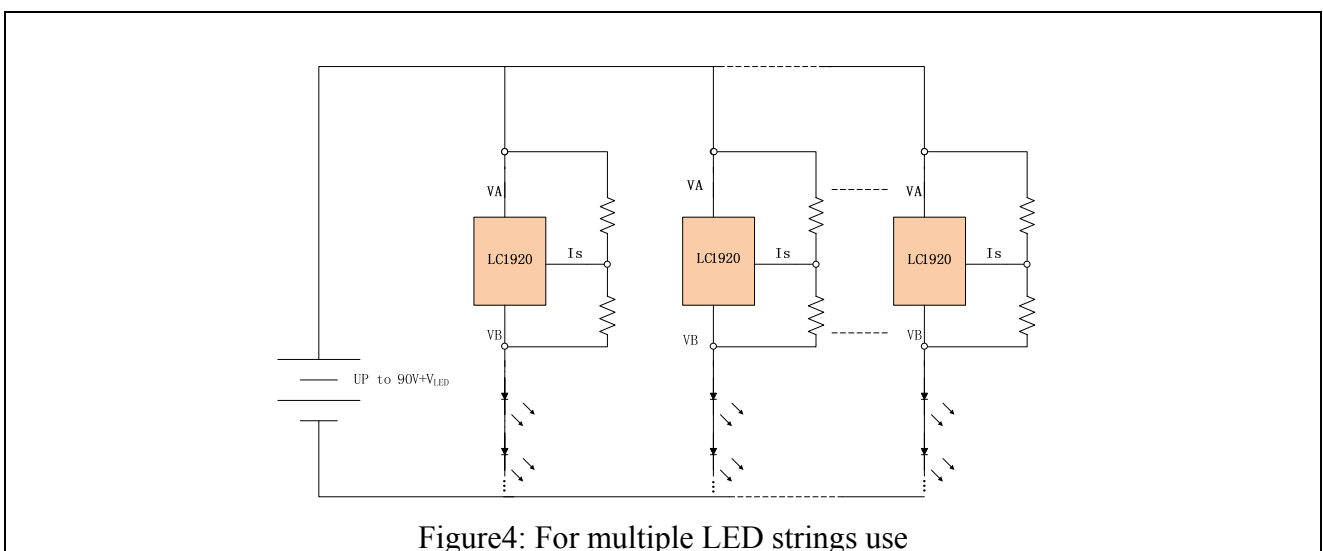 VA
VA
VA
LC1920
Is
LC1920
Is
LC1920
Is
VB
VB
VB
UP to 90V+VLED
Figure4: For multiple LED strings use